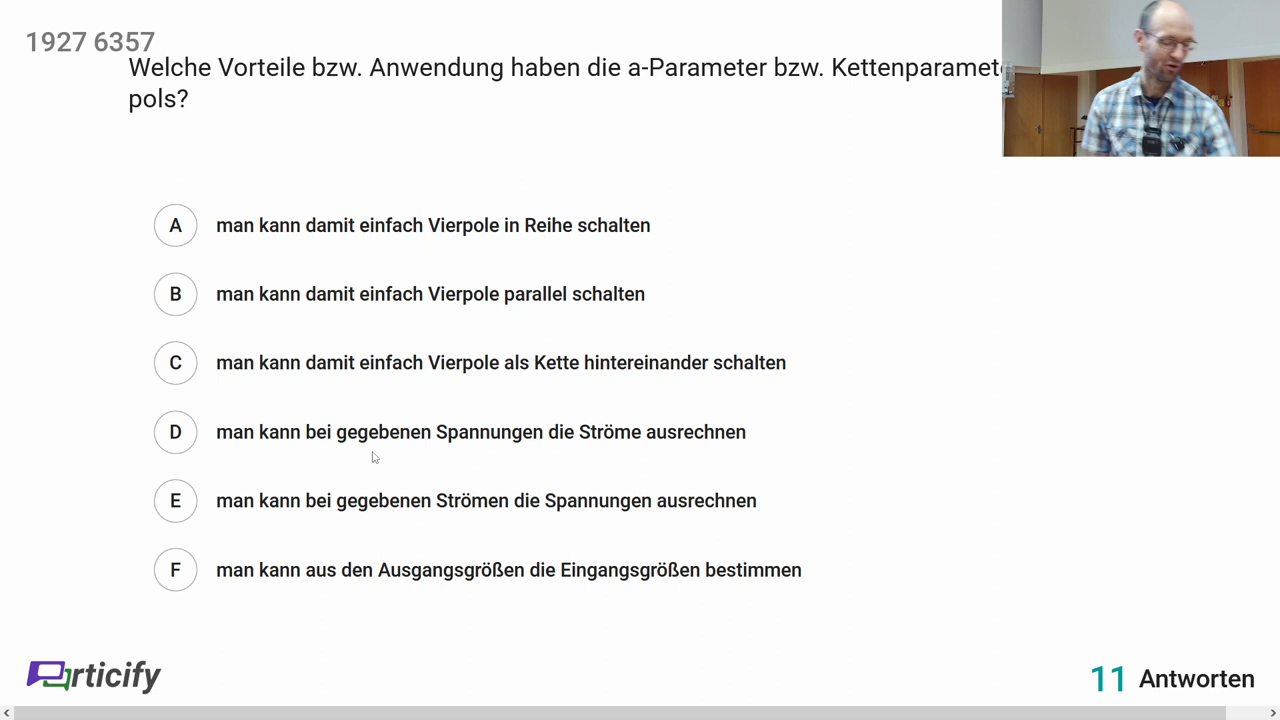 1927 6357
Welche Vorteile bzw. Anwendung haben die a-Parameter bzw.
pols?
A man kann damit einfach Vierpole in Reihe schalten
B man kann damit einfach Vierpole parallel schalten
C man kann damit einfach Vierpole als Kette hintereinander schalten
D man kann bei gegebenen Spannungen die Ströme ausrechnen
E man kann bei gegebenen Strömen die Spannungen ausrechnen
F man kann aus den Ausgangsgrößen die Eingangsgrößen bestimmen
articify
11 Antworten